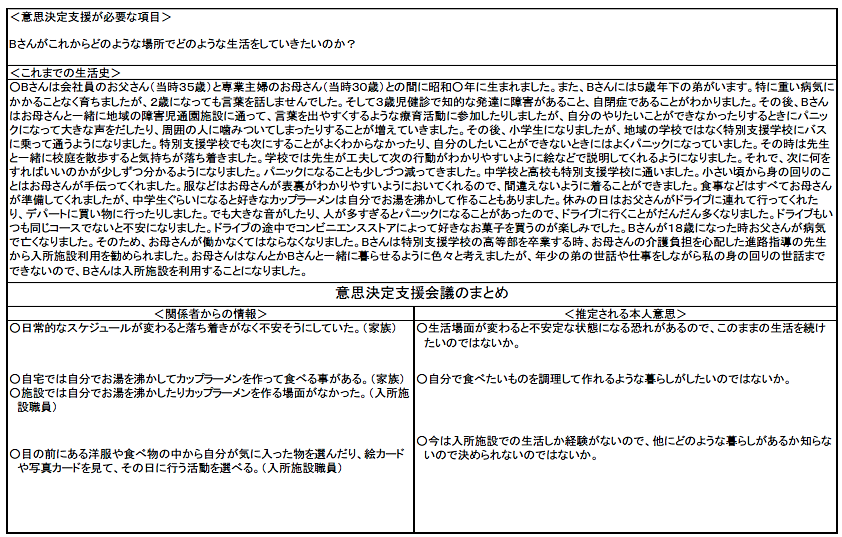 ＜意思決定支援が必要な項目＞
Bさんがこれからどのような場所でどのような生活をしていきたいのか？
＜これまでの生活史＞
〇Bさんは会社員のお父さん（当時35歳）と専業主婦のお母さん（当時30歳）との間に昭和〇年に生まれました。また、Bさんには5歳年下の弟がいます。特に重い病気に
かかることなく育ちましたが、2歳になっても言葉を話しませんでした。そして3歳児健診で知的な発達に障害があること、自閉症であることがわかりました。その後、Bさん
はお母さんと一緒に地域の障害児通園施設に通って、言葉を出やすくするような療育活動に参加したりしましたが、自分のやりたいことができなかったりするときにパニッ
クになって大きな声をだしたり、周囲の人に噛みついてしまったりすることが増えていきました。その後、小学生になりましたが、地域の学校ではなく特別支援学校にバス
に乗って通うようになりました。特別支援学校でも次にすることがよくわからなかったり、自分のしたいことができないときにはよくパニックになっていました。その時は先生
と一緒に校庭を散歩すると気持ちが落ち着きました。学校では先生が工夫して次の行動がわかりやすいように絵などで説明してくれるようになりました。それで、次に何を
すればいいのかが少しずつ分かるようになりました。パニックになることも少しづつ減ってきました。中学校と高校も特別支援学校に通いました。小さい頃から身の回りのこ
とはお母さんが手伝ってくれました。服などはお母さんが表裏がわかりやすいようにおいてくれるので、間違えないように着ることができました。食事などはすべてお母さん
が準備してくれましたが、中学生ぐらいになると好きなカップラーメンは自分でお湯を沸かして作ることもありました。休みの日はお父さんがドライブに連れて行ってくれた
り、デパートに買い物に行ったりしました。でも大きな音がしたり、人が多すぎるとパニックになることがあったので、ドライブに行くことがだんだん多くなりました。ドライブもい
つも同じコースでないと不安になりました。ドライブの途中でコンビニエンスストアによって好きなお菓子を買うのが楽しみでした。Bさんが18歳になった時お父さんが病気
で亡くなりました。そのため、お母さんが働かなくてはならなくなりました。Bさんは特別支援学校の高等部を卒業する時、お母さんの介護負担を心配した進路指導の先生
から入所施設利用を勧められました。お母さんはなんとかBさんと一緒に暮らせるように色々と考えましたが、年少の弟の世話や仕事をしながら私の身の回りの世話まで
できないので、Bさんは入所施設を利用することになりました。
意思決定支援会議のまとめ
＜関係者からの情報＞
〇日常的なスケジュールが変わると落ち着きがなく不安そうにしていた。（家族）
〇自宅では自分でお湯を沸かしてカップラーメンを作って食べる事がある。（家族）
〇施設では自分でお湯を沸かしたりカップラーメンを作る場面がなかった。（入所施
設職員）
〇目の前にある洋服や食べ物の中から自分が気に入った物を選んだり、絵カード
や写真カードを見て、その日に行う活動を選べる。（入所施設職員）
＜推定される本人意思＞
〇生活場面が変わると不安定な状態になる恐れがあるので、このままの生活を続け
たいのではないか。
〇自分で食べたいものを調理して作れるような暮らしがしたいのではないか。
〇今は入所施設での生活しか経験がないので、他にどのような暮らしがあるか知らな
いので決められないのではないか。